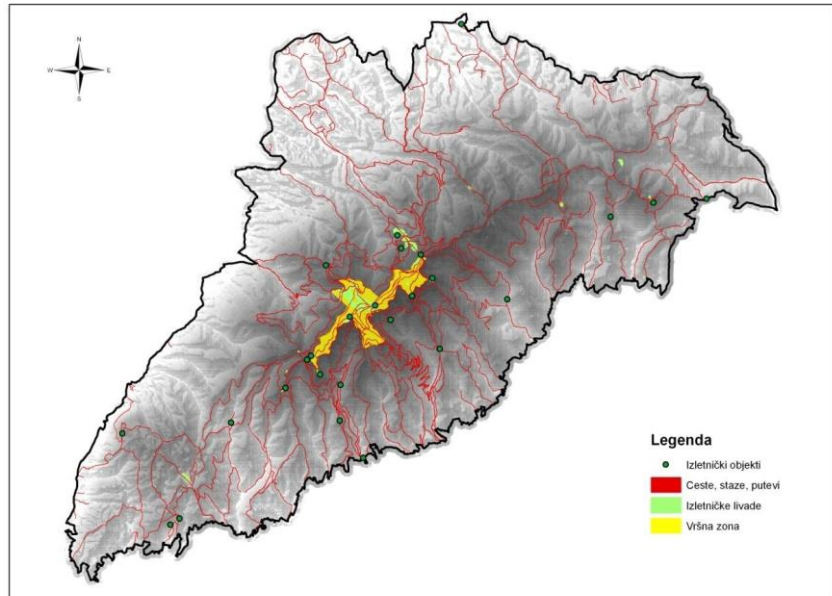 N
W E
S
Legenda
Izletnički objekti
Ceste, staze, putevi
Izletničke livade
Vršna zona